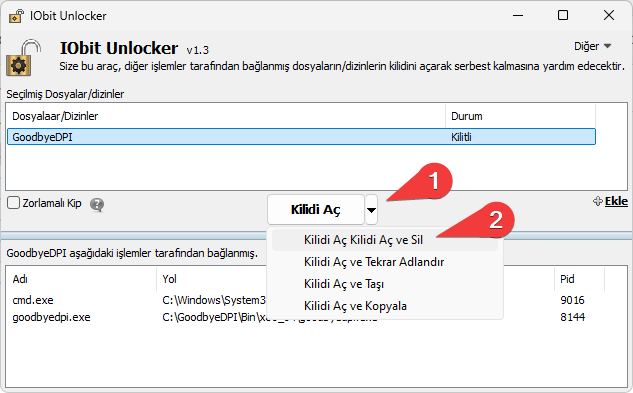 IObit Unlocker
IObit Unlocker v1.3
Diğer
Size bu araç, diğer işlemler tarafından bağlanmış dosyaların/dizinlerin kilidini açarak serbest kalmasına yardım edecektir.
Seçilmiş Dosyalar/dizinler
Dosyalaar/Dizinler Durum
GoodbyeDPI Kilitli
1
Zorlamalı Kip ? Kilidi Aç Ekle
2
Kilidi Aç Kilidi Aç ve Sil
Kilidi Aç ve Tekrar Adlandır
Kilidi Aç ve Taşı
Kilidi Aç ve Kopyala
GoodbyeDPI aşağıdaki işlemler tarafından bağlanmış.
Adı Yol Pid
cmd.exe C:\Windows\System3 9016
goodbyedpi.exe C:\GoodbyeDPI\Bin\ 8144